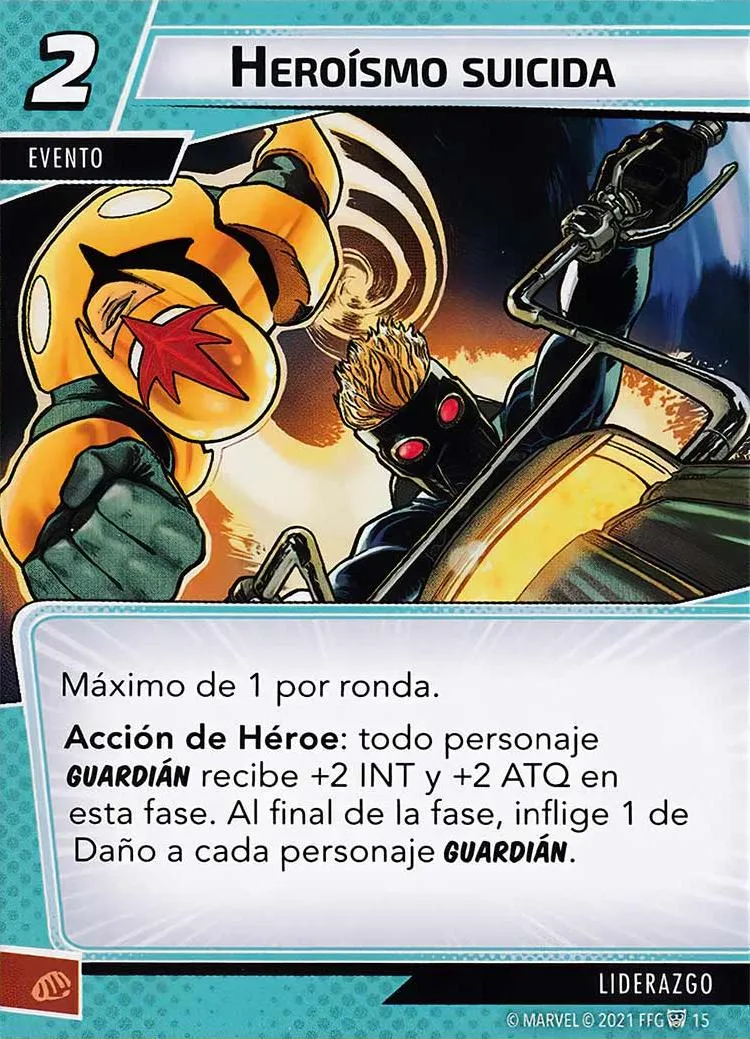 2
HEROÍSMO SUICIDA
EVENTO
Máximo de 1 por ronda.
Acción de Héroe: todo personaje
GUARDIÁN recibe +2 INT y +2 ATQ en
esta fase. Al final de la fase, inflige 1 de
Daño a cada personaje GUARDIÁN.
LIDERAZGO
© MARVEL © 2021 FFG 15